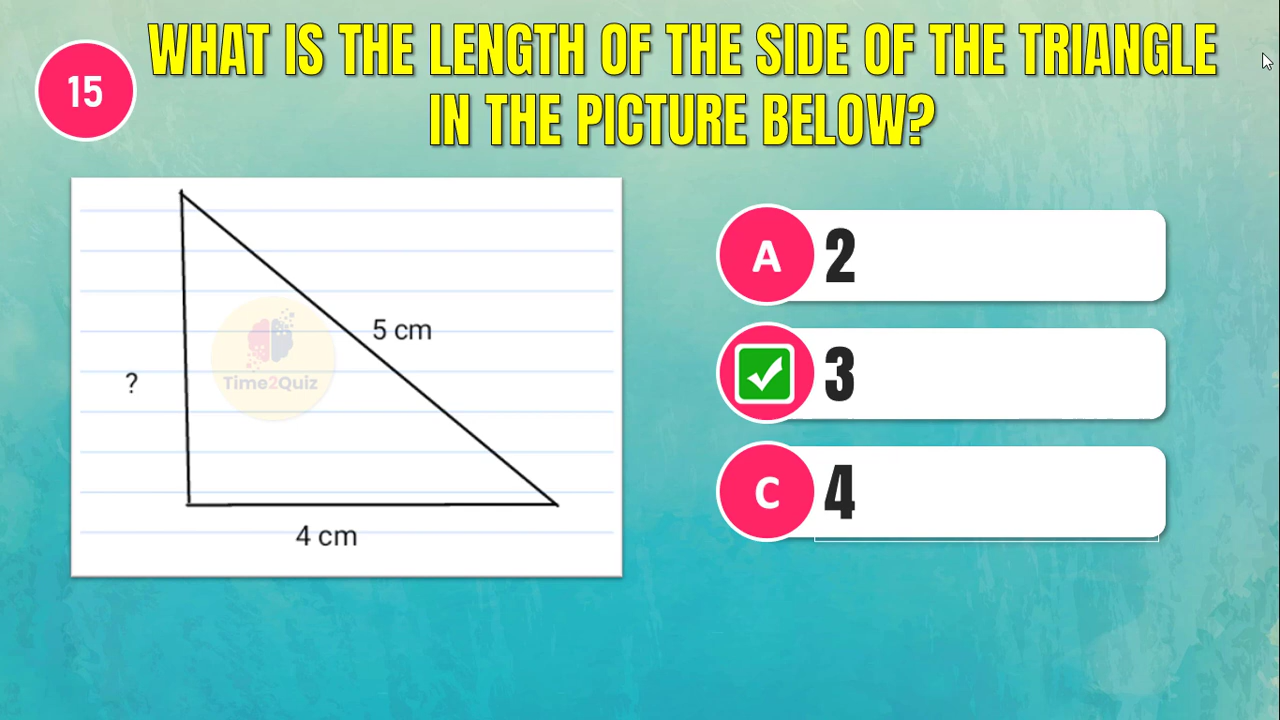 15
WHAT IS THE LENGTH OF THE SIDE OF THE TRIANGLE
IN THE PICTURE BELOW?
5 cm
?
Time2Quiz
4 cm
A 2
3
C 4